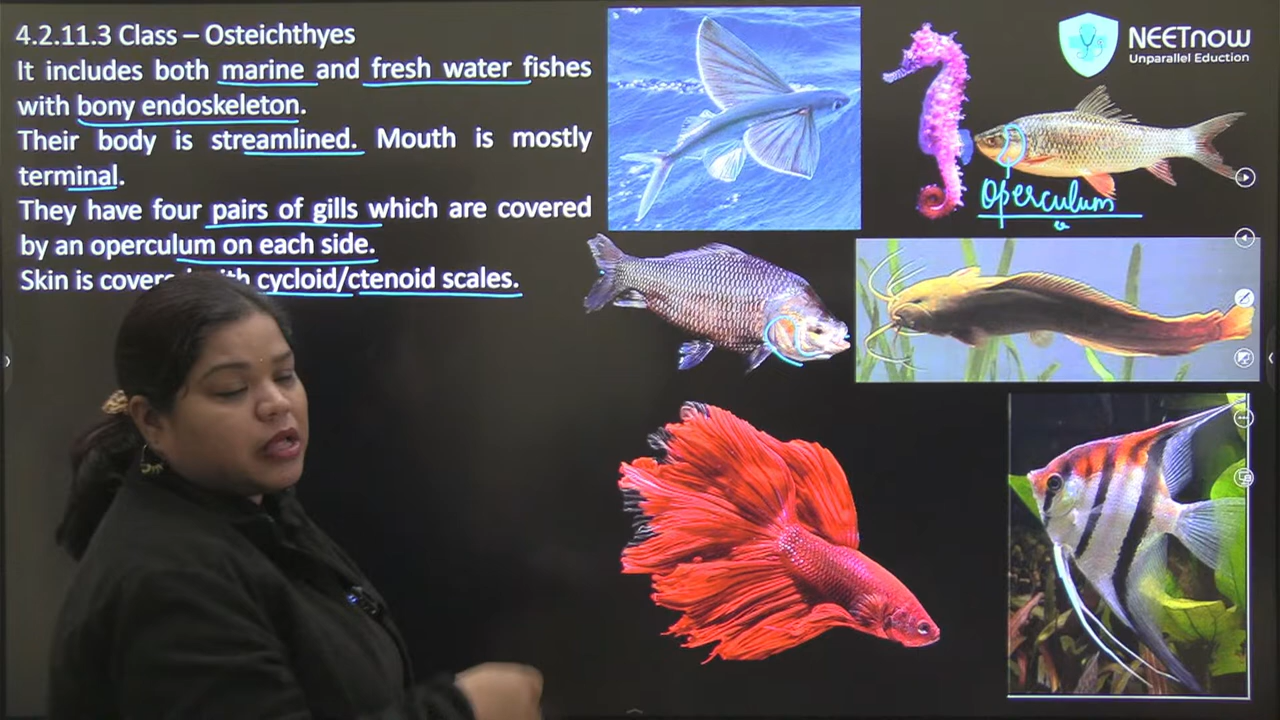 4.2.11.3 Class – Osteichthyes
It includes both marine and fresh water fishes
with bony endoskeleton.
Their body is streamlined. Mouth is mostly
terminal.
They have four pairs of gills which are covered
by an operculum on each side.
Skin is covere with cycloid/ctenoid scales.
NEETnow
Unparallel Eduction
Operculum